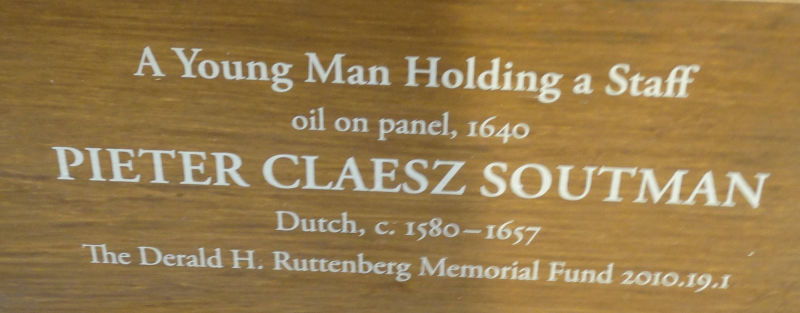 A Young Man Holding a Staff
oil on panel, 1640
PIETER CLAESZ SOUTMAN
Dutch, c. 1580–1657
The Derald H. Ruttenberg Memorial Fund 2010.19.1